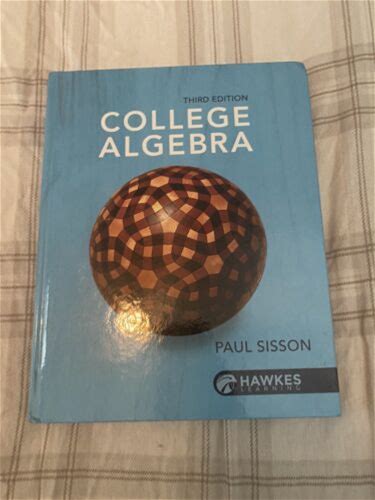 THIRD EDITION
COLLEGE
ALGEBRA
PAUL SISSON
HAWKES
LEARNING